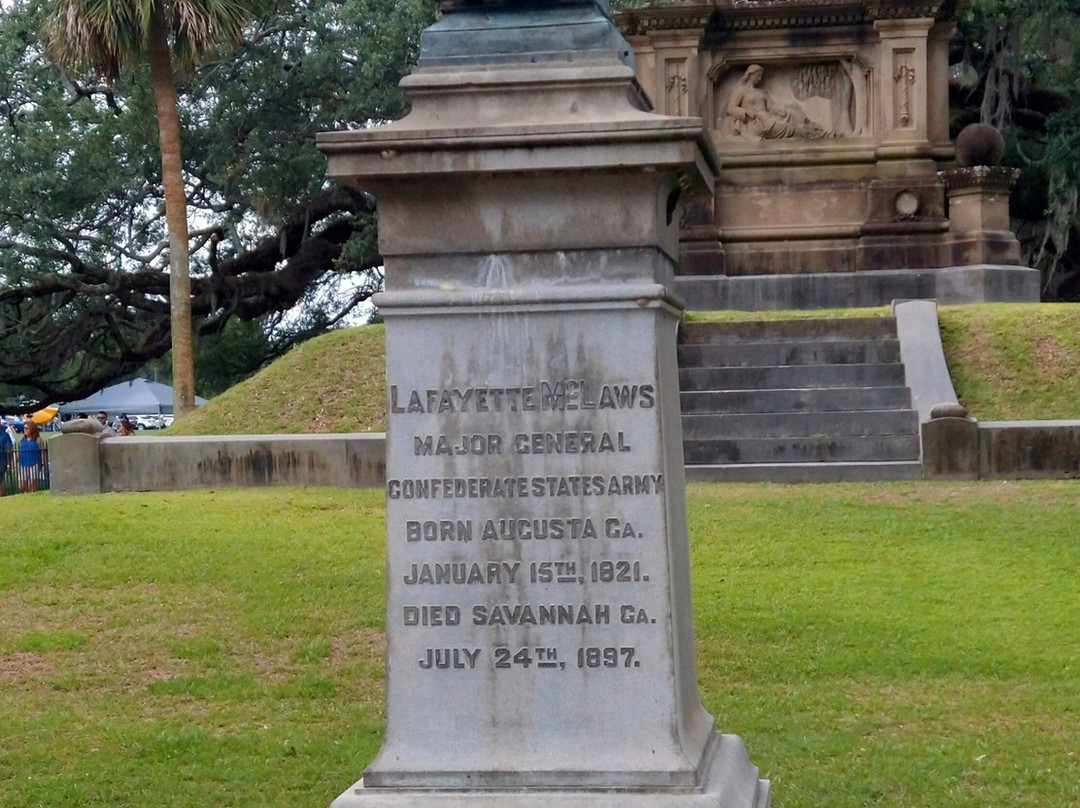 LAFAYETTE McLAWS
MAJOR GENERAL
CONFEDERATE STATES ARMY
BORN AUGUSTA GA.
JANUARY 15TH, 1821.
DIED SAVANNAH GA.
JULY 24TH, 1897.